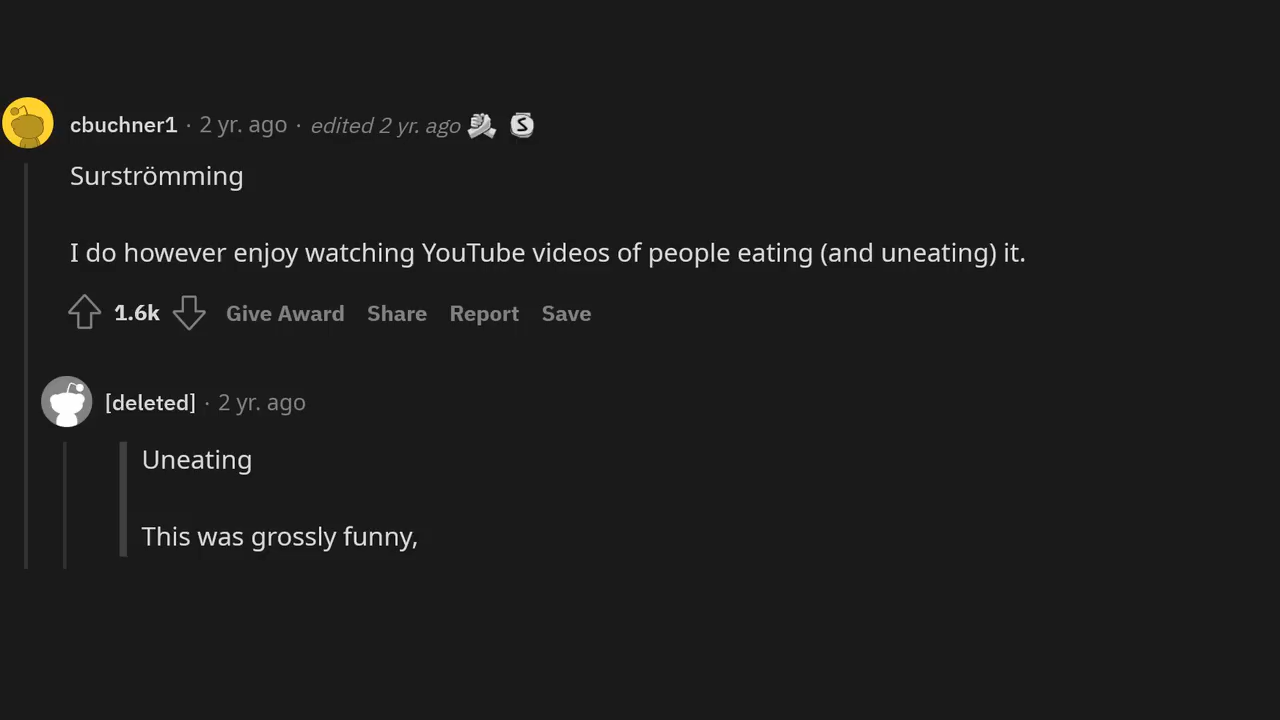 cbuchner1 · 2 yr. ago · edited 2 yr. ago
Surströmming
I do however enjoy watching YouTube videos of people eating (and uneating) it.
1.6k Give Award Share Report Save
[deleted] · 2 yr. ago
Uneating
This was grossly funny,